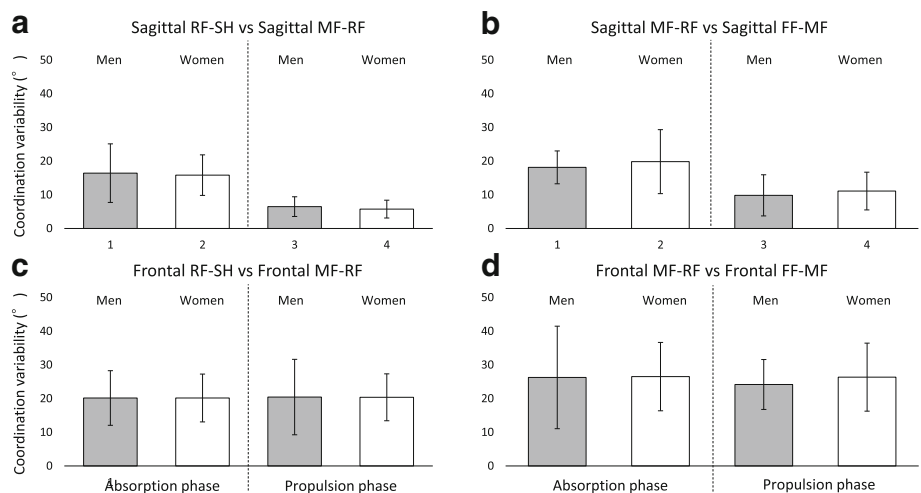 a
Sagittal RF-SH vs Sagittal MF-RF
Coordination variability (°)
50
40
30
20
10
0
Men
Women
Men
Women
1
2
3
4
b
Sagittal MF-RF vs Sagittal FF-MF
50
40
30
20
10
0
Men
Women
Men
Women
1
2
3
4
c
Frontal RF-SH vs Frontal MF-RF
Coordination variability (°)
50
40
30
20
10
0
Men
Women
Men
Women
Absorption phase
Propulsion phase
d
Frontal MF-RF vs Frontal FF-MF
50
40
30
20
10
0
Men
Women
Men
Women
Absorption phase
Propulsion phase